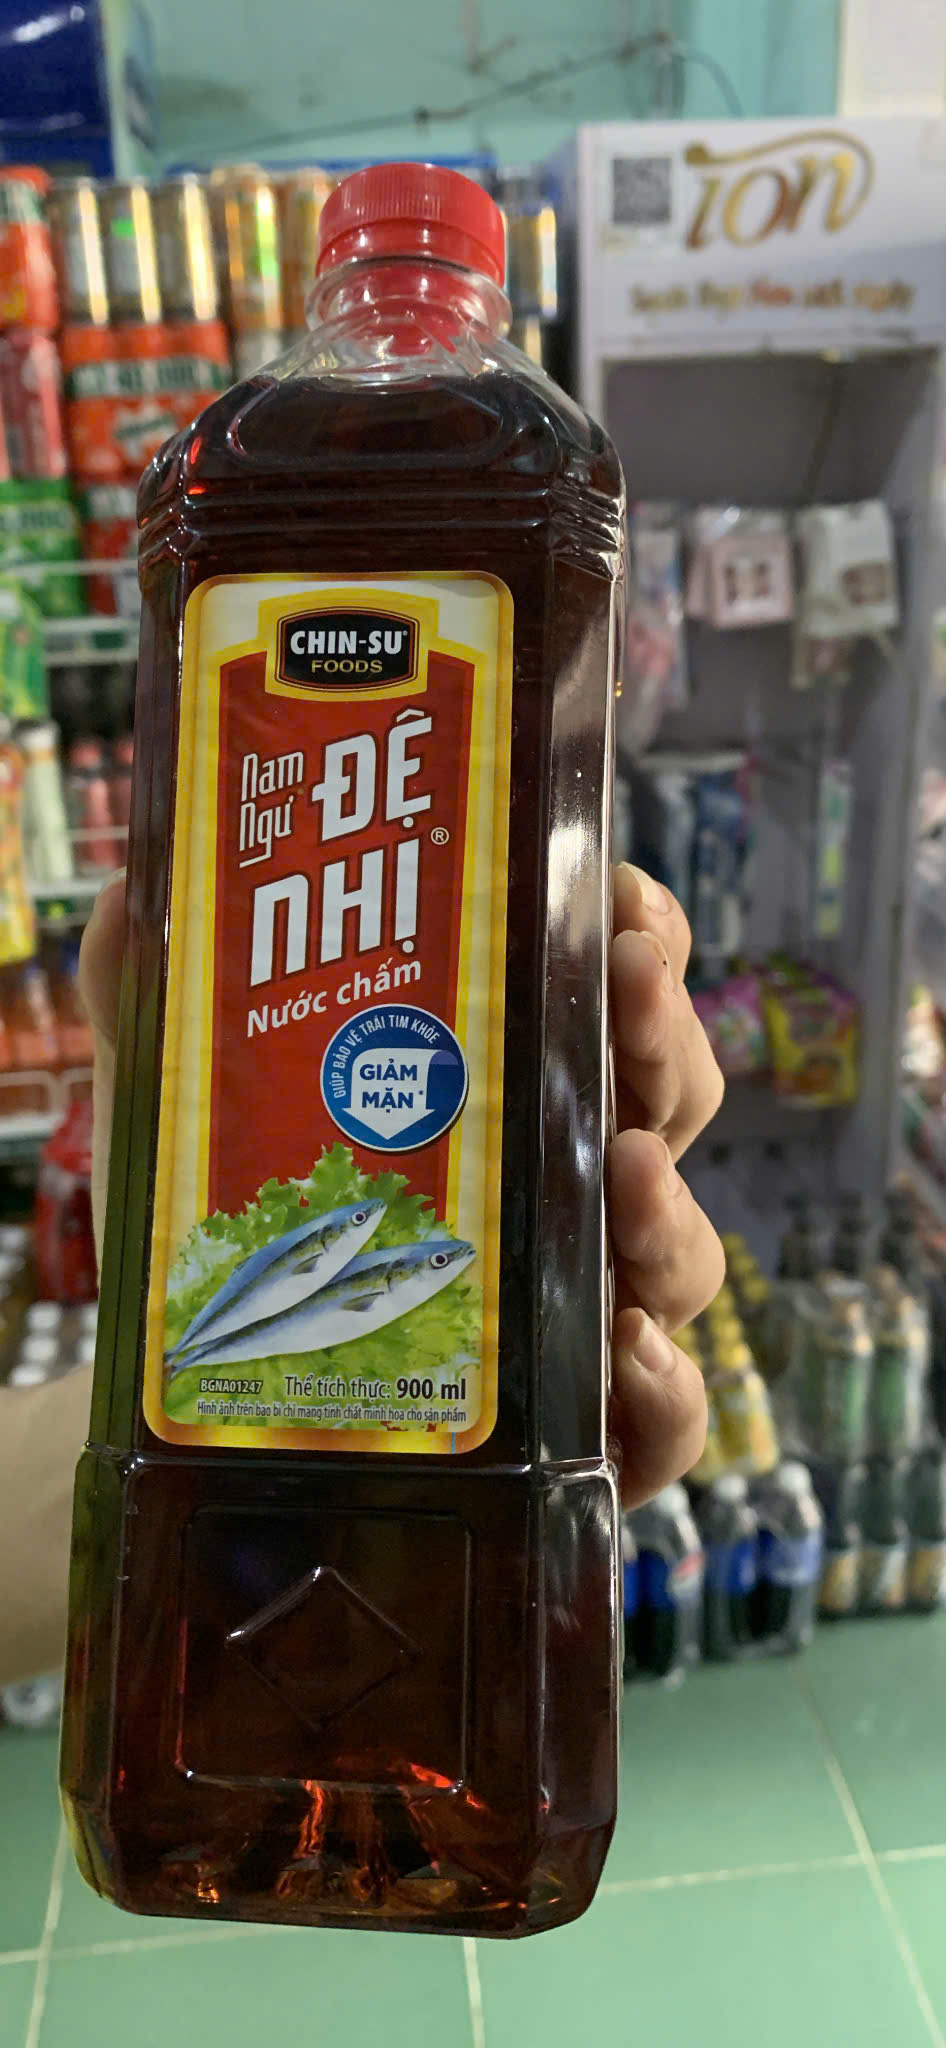 ion
CHIN-SU®
FOODS
Nam
Ngư®
ĐỆ
NHỊ®
Nước chấm
GIÚP BẢO VỆ TRÁI TIM KHỎE
GIẢM
MẶN*
BGNA01247
Thể tích thực: 900 ml
Hình ảnh trên bao bì chỉ mang tính chất minh họa cho sản phẩm